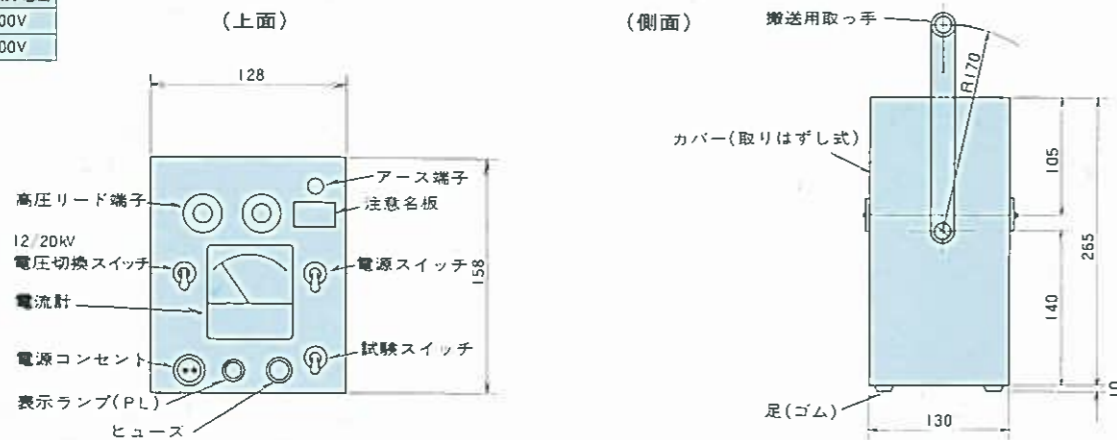 00V
00V
(上面)
128
アース端子
高圧リード端子
注意名板
12/20kV
電圧切換スイッチ
電源スイッチ
158
電流計
電源コンセント
試験スイッチ
表示ランプ(PL)
ヒューズ
(側面)
搬送用取っ手
R170
カバー(取りはずし式)
105
265
140
10
足(ゴム)
130